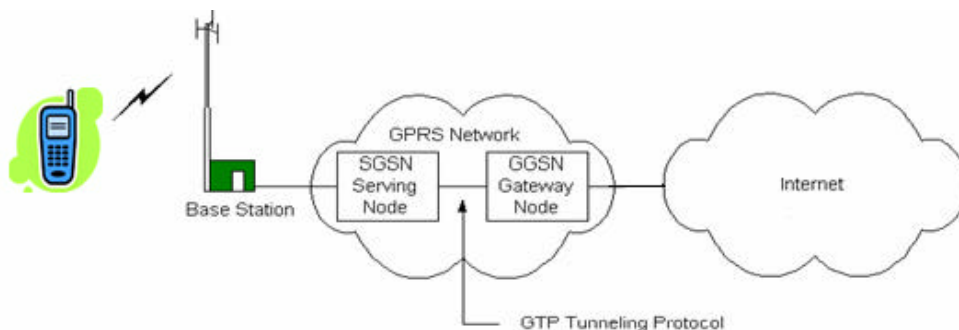 GPRS Network
SGSN
Serving
Node
GGSN
Gateway
Node
Internet
Base Station
GTP Tunneling Protocol